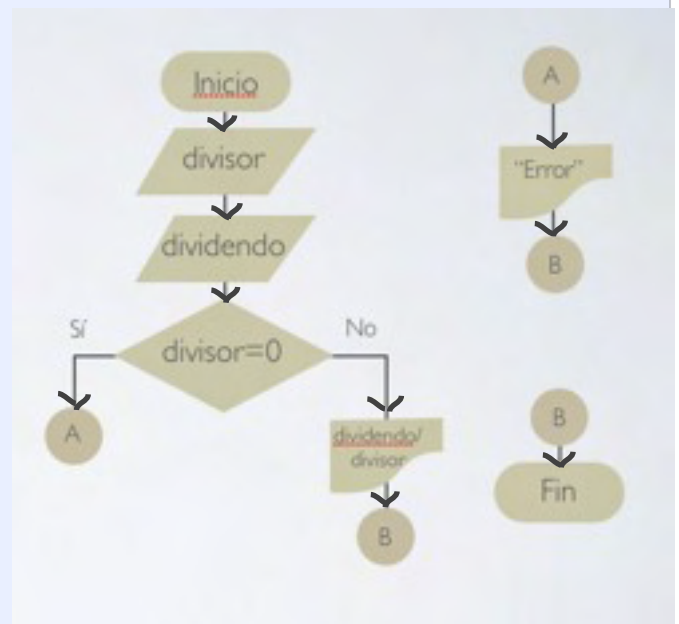 Inicio
divisor
dividendo
divisor=0
Sí
No
A
dividendo/
divisor
B
A
"Error"
B
B
Fin